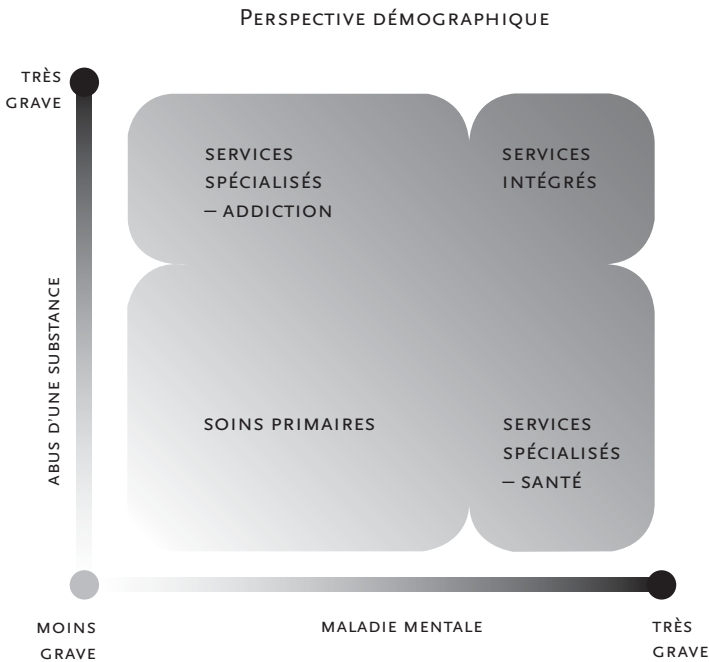 Perspective démographique
TRÈS
GRAVE
SERVICES
SPÉCIALISÉS
– ADDICTION
SERVICES
INTÉGRÉS
ABUS D'UNE SUBSTANCE
SOINS PRIMAIRES
SERVICES
SPÉCIALISÉS
– SANTÉ
MOINS
GRAVE
MALADIE MENTALE
TRÈS
GRAVE